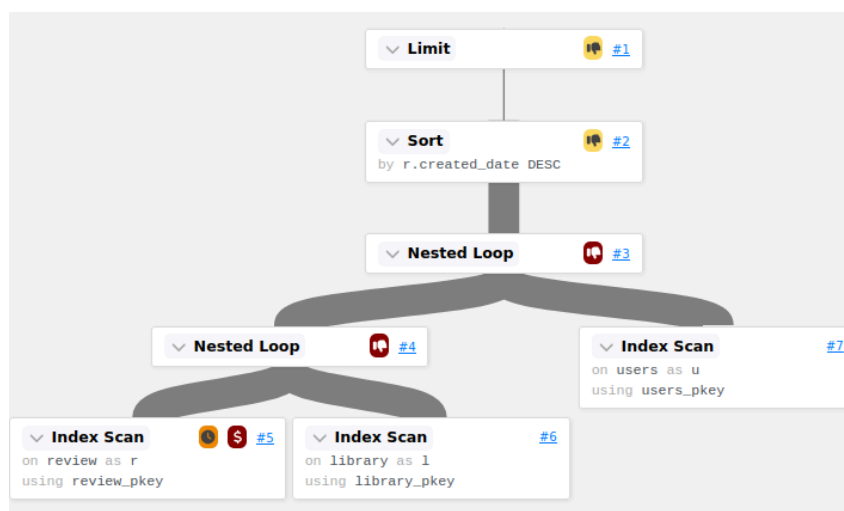 Limit #1
Sort #2
by r.created_date DESC
Nested Loop #3
Nested Loop #4
Index Scan #7
on users as u
using users_pkey
Index Scan $ #5
on review as r
using review_pkey
Index Scan #6
on library as l
using library_pkey